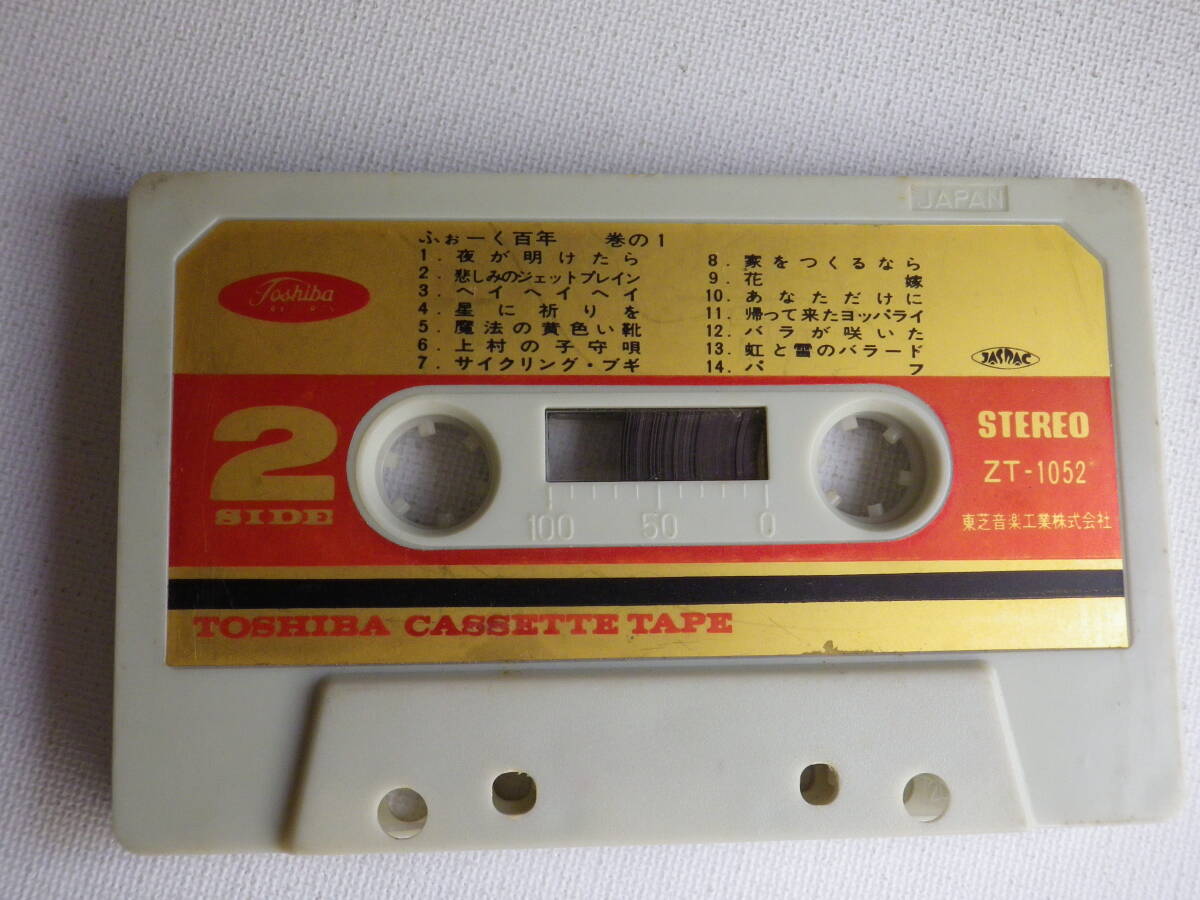 JAPAN
ふぉーく百年 巻の1
1. 夜が明けたら
2. 悲しみのジェットプレイン
3. ヘイヘイヘイ
4. 星に祈りを
5. 魔法の黄色い靴
6. 上村の子守唄
7. サイクリング・ブギ
8. 家をつくるなら
9. 花嫁
10. あなただけに
11. 帰って来たヨッパライ
12. バラが咲いた
13. 虹と雪のバラード
14. パフ
Toshiba
JASRAC
2
SIDE
100 50 0
STEREO
ZT-1052
東芝音楽工業株式会社
TOSHIBA CASSETTE TAPE